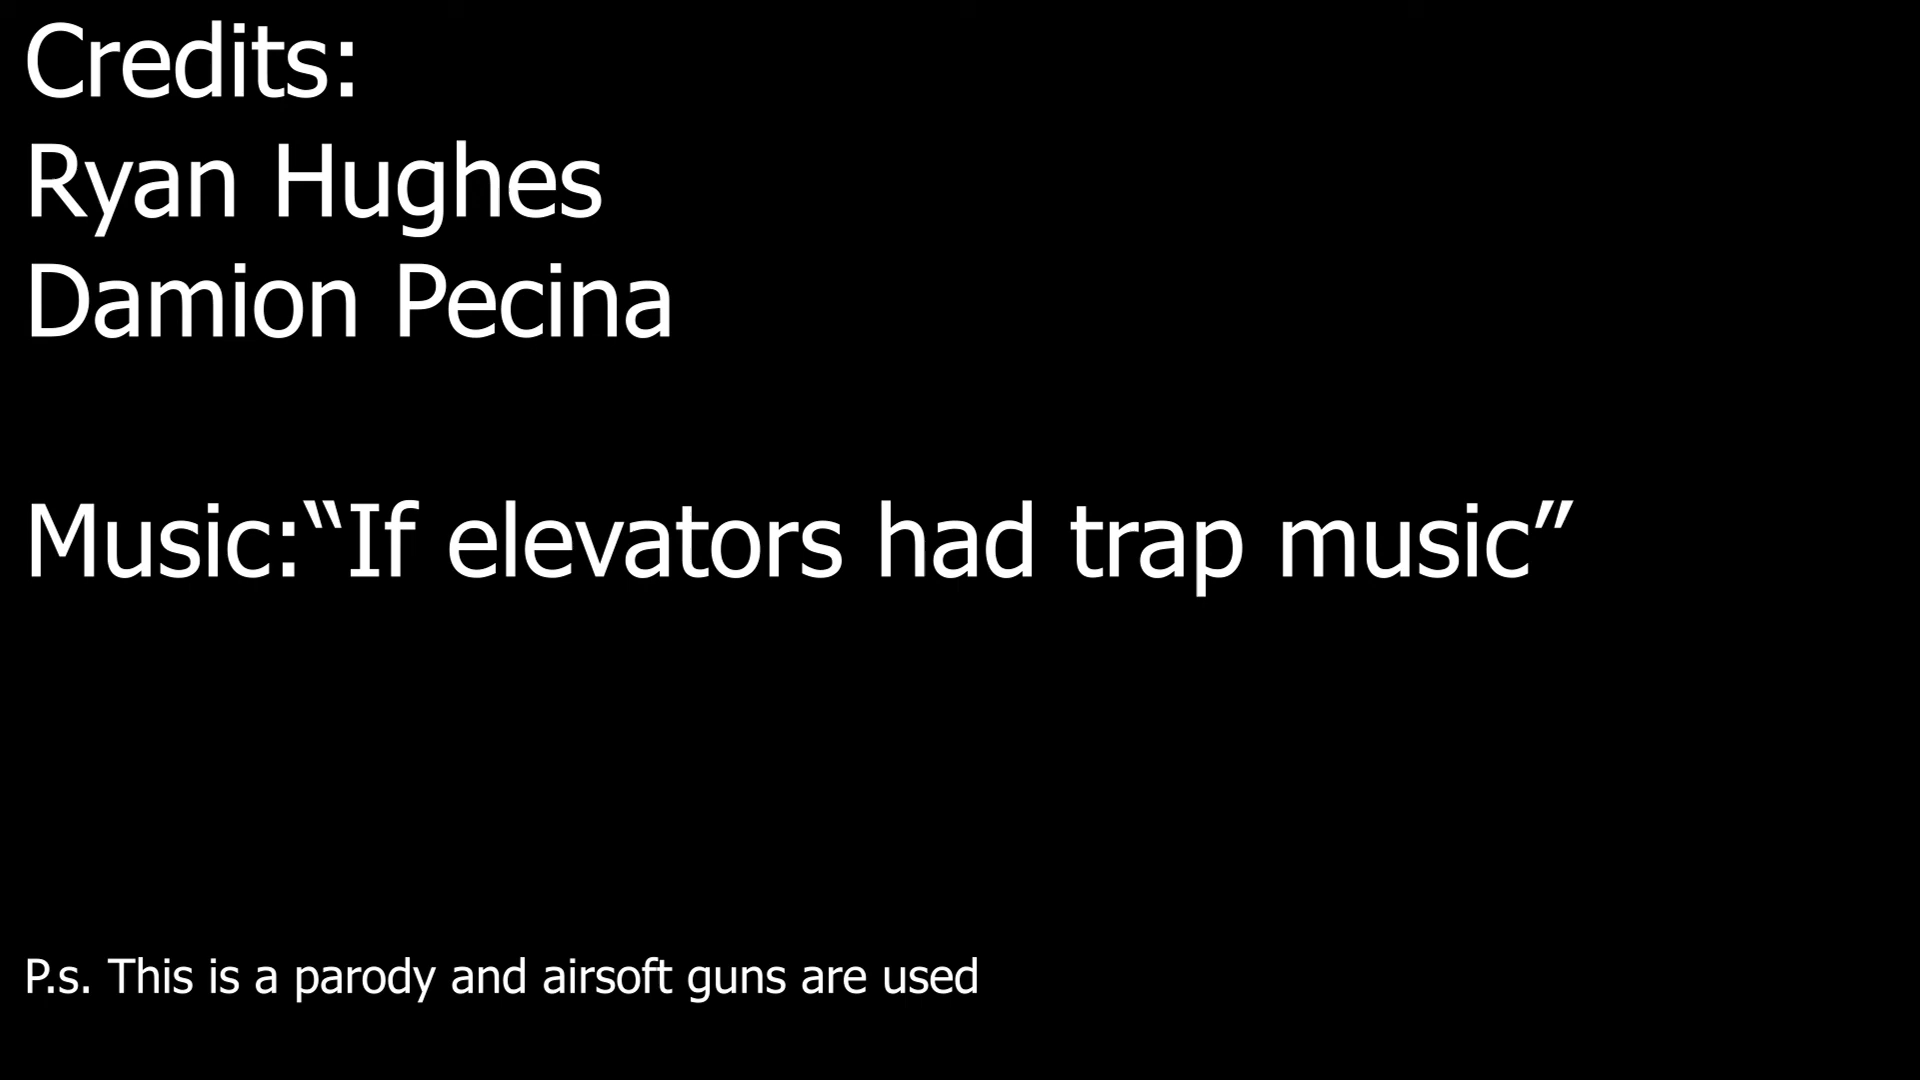 Credits:
Ryan Hughes
Damion Pecina
Music:“If elevators had trap music”
P.s. This is a parody and airsoft guns are used